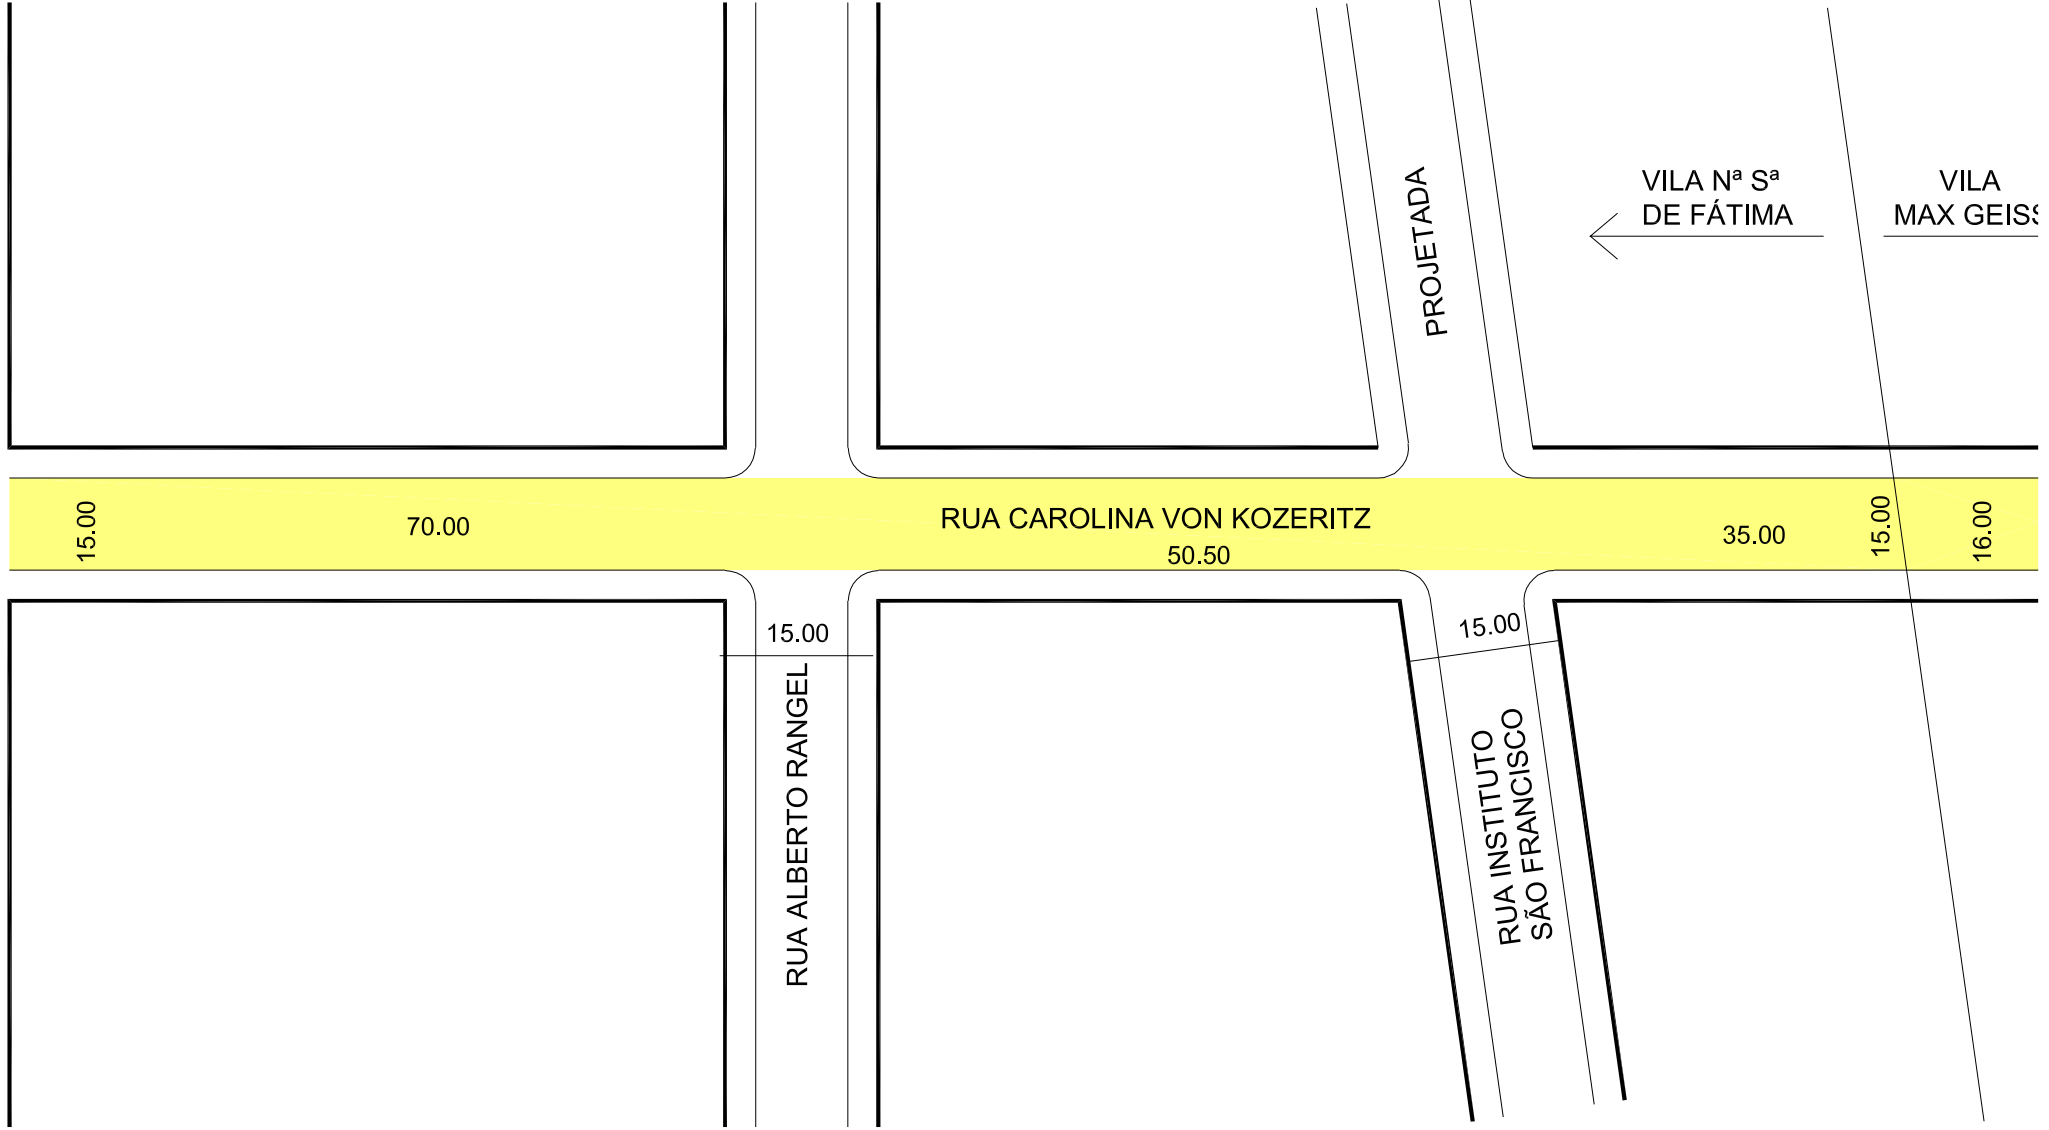 VILA Nª Sª
DE FÁTIMA
VILA
MAX GEISS
PROJETADA
15.00
70.00
RUA CAROLINA VON KOZERITZ
50.50
35.00
15.00
16.00
15.00
RUA ALBERTO RANGEL
15.00
RUA INSTITUTO
SÃO FRANCISCO